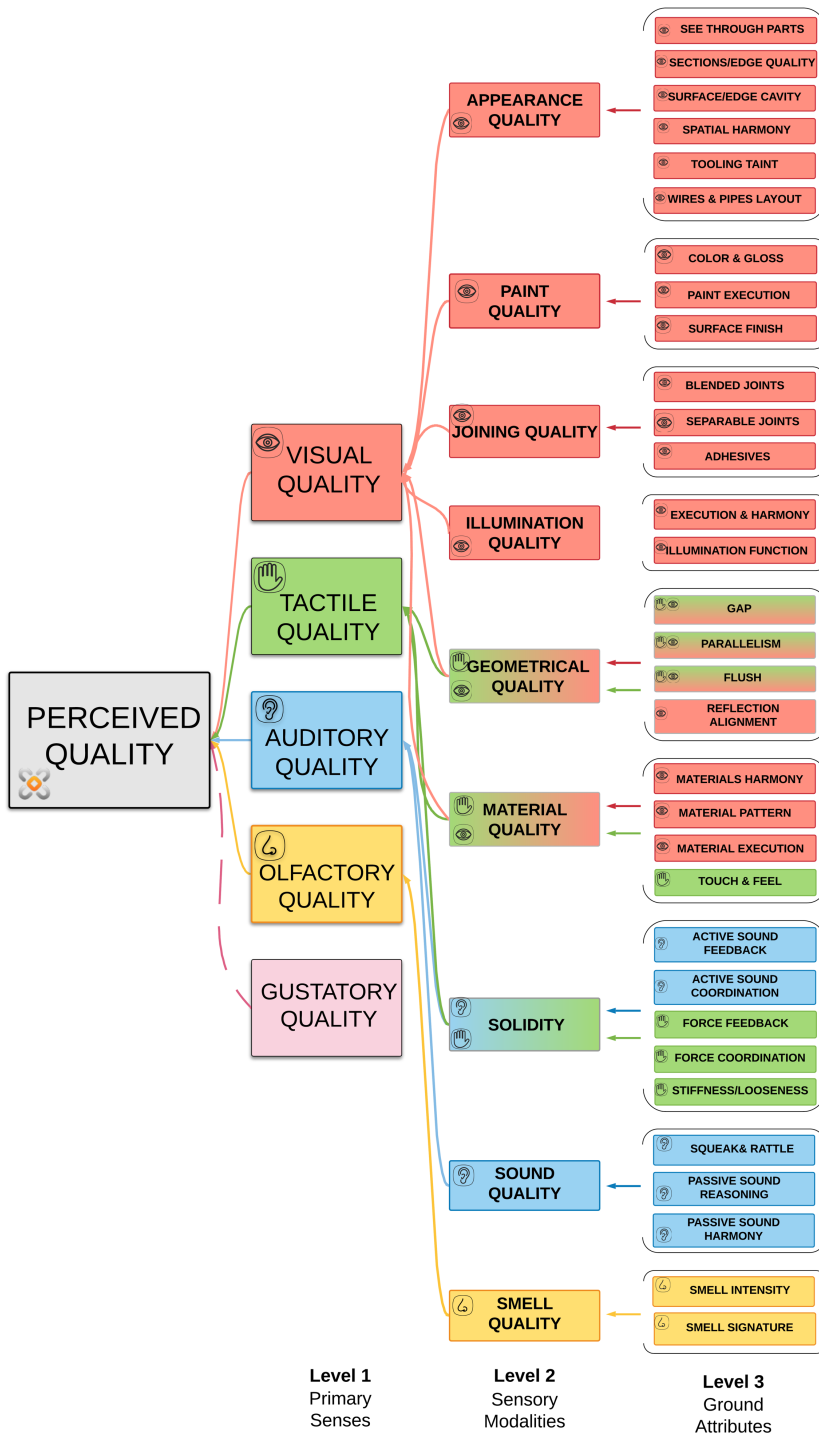 PERCEIVED
QUALITY
VISUAL
QUALITY
TACTILE
QUALITY
AUDITORY
QUALITY
OLFACTORY
QUALITY
GUSTATORY
QUALITY
APPEARANCE
QUALITY
PAINT
QUALITY
JOINING QUALITY
ILLUMINATION
QUALITY
GEOMETRICAL
QUALITY
MATERIAL
QUALITY
SOLIDITY
SOUND
QUALITY
SMELL
QUALITY
SEE THROUGH PARTS
SECTIONS/EDGE QUALITY
SURFACE/EDGE CAVITY
SPATIAL HARMONY
TOOLING TAINT
WIRES & PIPES LAYOUT
COLOR & GLOSS
PAINT EXECUTION
SURFACE FINISH
BLENDED JOINTS
SEPARABLE JOINTS
ADHESIVES
EXECUTION & HARMONY
ILLUMINATION FUNCTION
GAP
PARALLELISM
FLUSH
REFLECTION
ALIGNMENT
MATERIALS HARMONY
MATERIAL PATTERN
MATERIAL EXECUTION
TOUCH & FEEL
ACTIVE SOUND
FEEDBACK
ACTIVE SOUND
COORDINATION
FORCE FEEDBACK
FORCE COORDINATION
STIFFNESS/LOOSENESS
SQUEAK& RATTLE
PASSIVE SOUND
REASONING
PASSIVE SOUND
HARMONY
SMELL INTENSITY
SMELL SIGNATURE
Level 1
Primary
Senses
Level 2
Sensory
Modalities
Level 3
Ground
Attributes